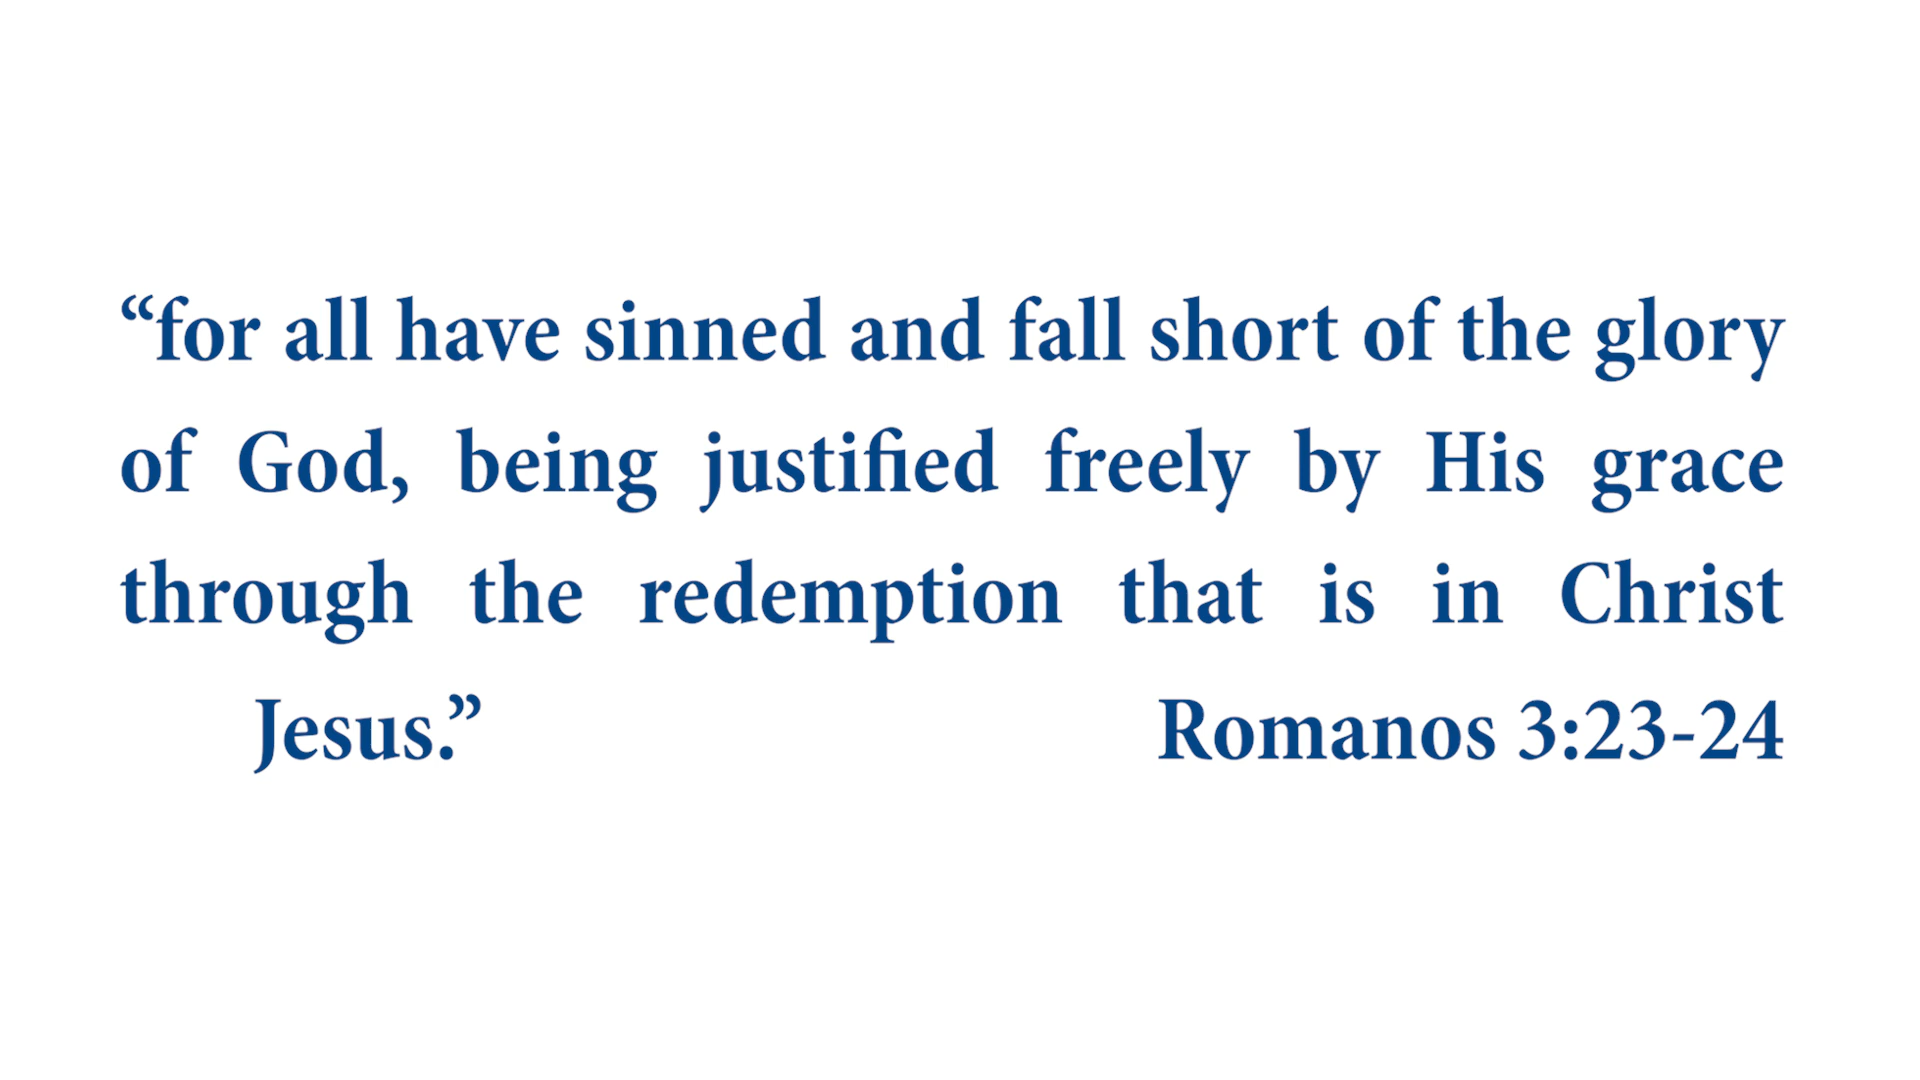 “for all have sinned and fall short of the glory
of God, being justified freely by His grace
through the redemption that is in Christ
Jesus.” Romanos 3:23-24